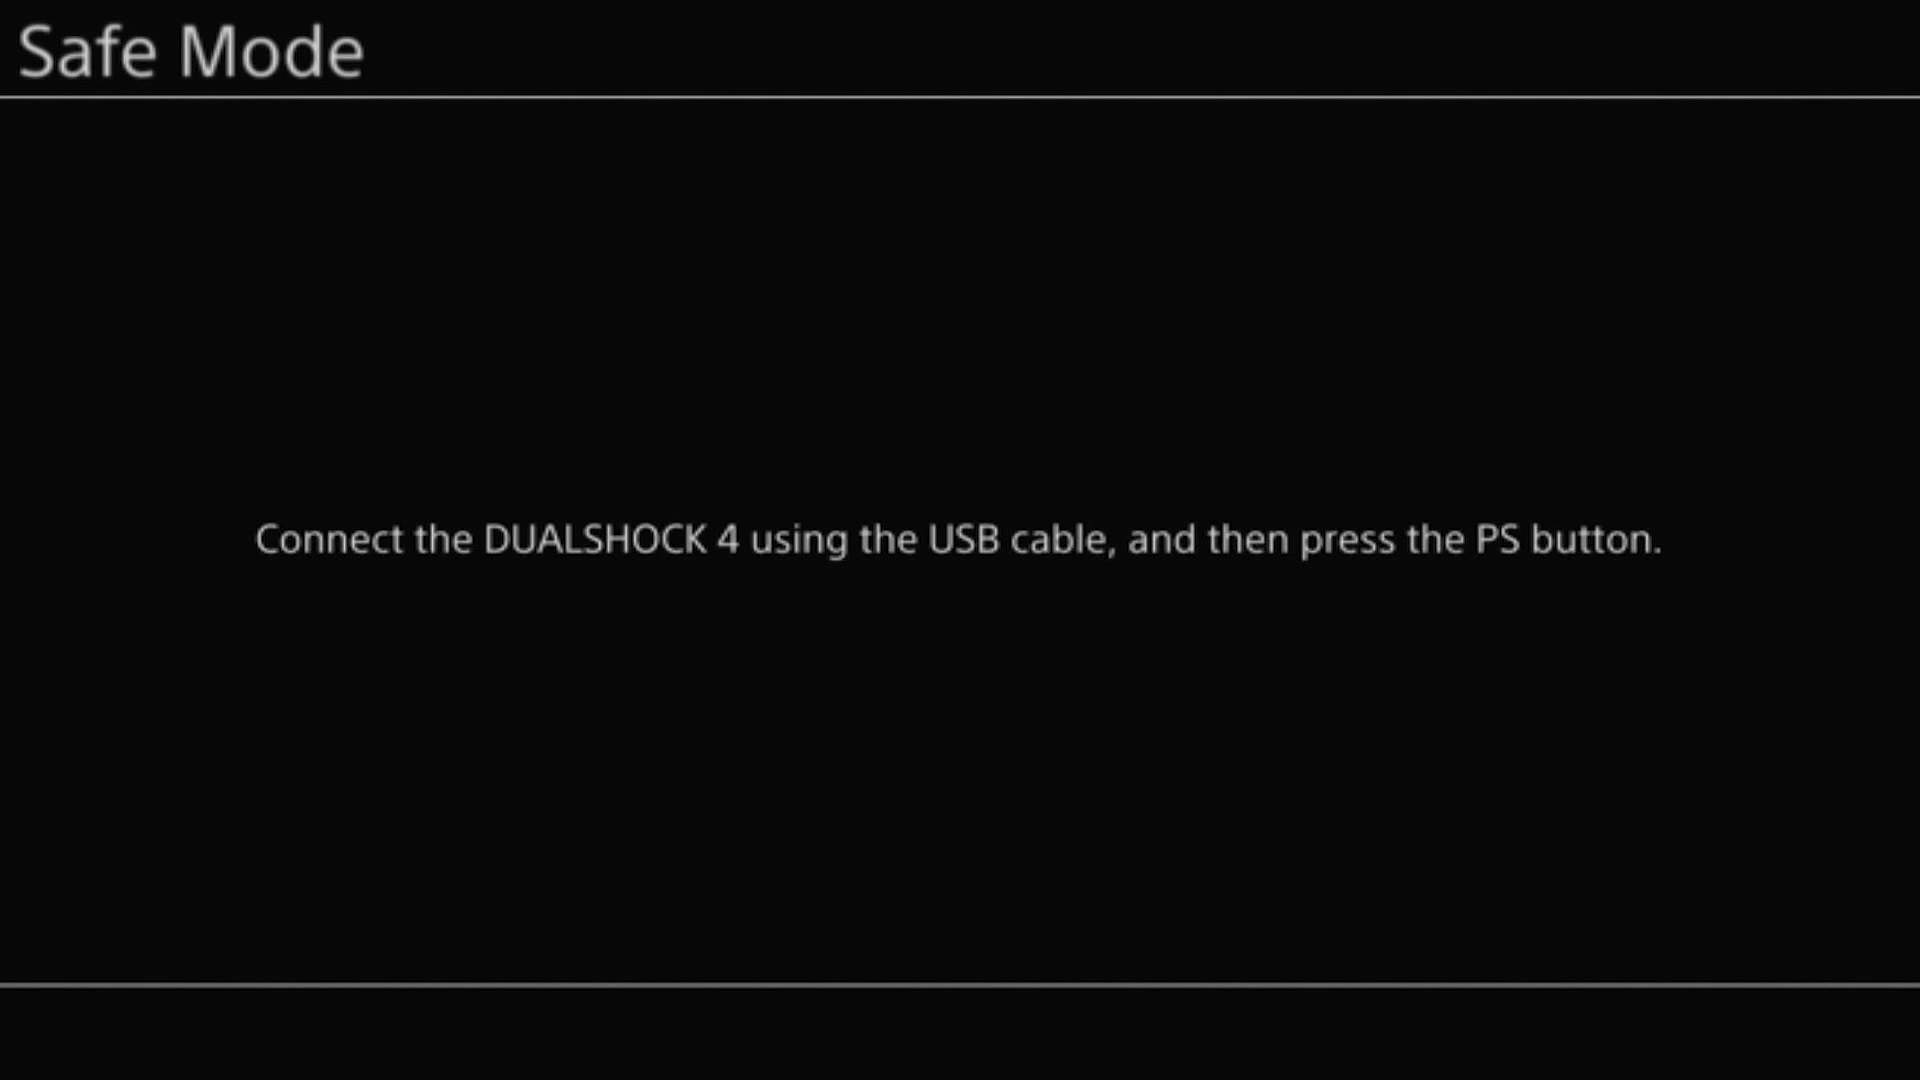 Safe Mode
Connect the DUALSHOCK 4 using the USB cable, and then press the PS button.